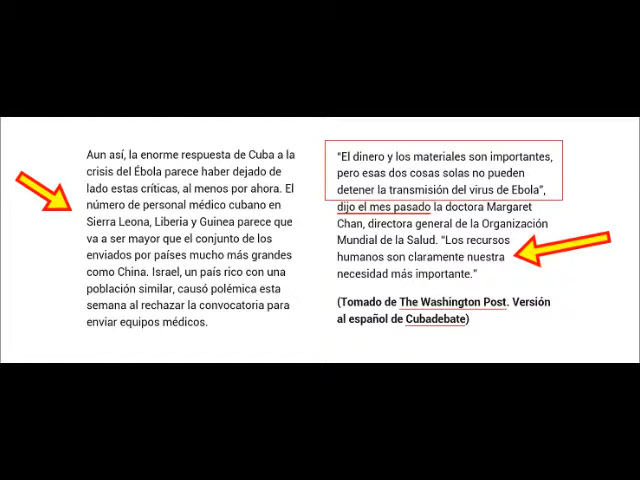 Aun así, la enorme respuesta de Cuba a la
crisis del Ébola parece haber dejado de
lado estas críticas, al menos por ahora. El
número de personal médico cubano en
Sierra Leona, Liberia y Guinea parece que
va a ser mayor que el conjunto de los
enviados por países mucho más grandes
como China. Israel, un país rico con una
población similar, causó polémica esta
semana al rechazar la convocatoria para
enviar equipos médicos.
“El dinero y los materiales son importantes,
pero esas dos cosas solas no pueden
detener la transmisión del virus de Ebola”,
dijo el mes pasado la doctora Margaret
Chan, directora general de la Organización
Mundial de la Salud. “Los recursos
humanos son claramente nuestra
necesidad más importante.”
(Tomado de The Washington Post. Versión
al español de Cubadebate)